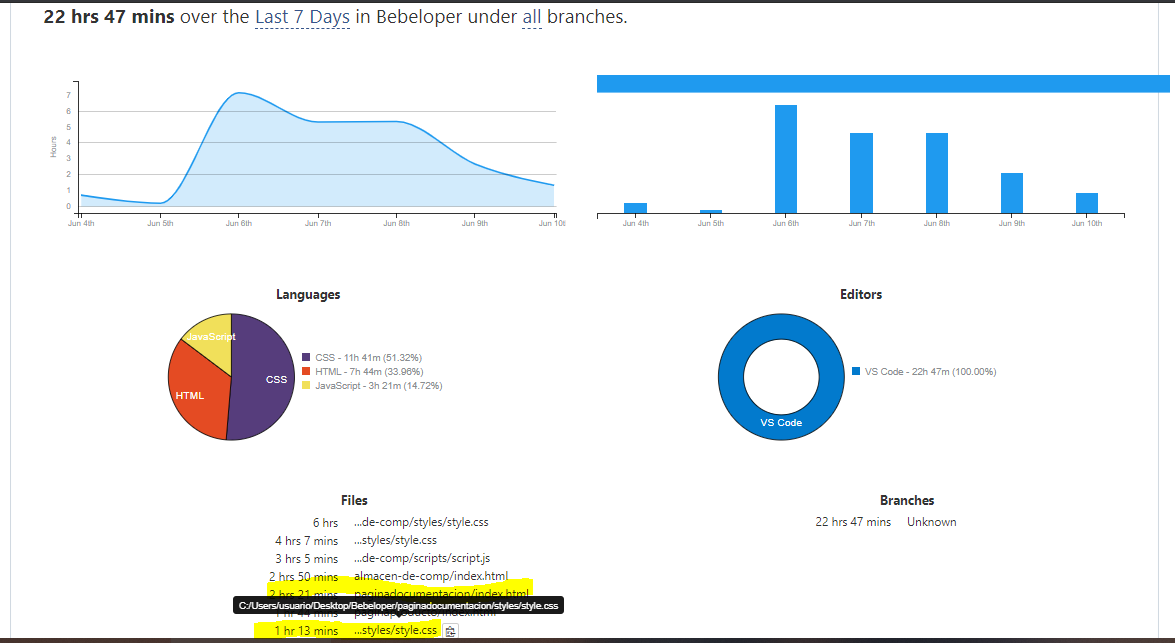 22 hrs 47 mins over the Last 7 Days in Bebeloper under all branches.
Hours
7
6
5
4
3
2
1
0
Jun 4th Jun 5th Jun 6th Jun 7th Jun 8th Jun 9th Jun 10t
Jun 4th Jun 5th Jun 6th Jun 7th Jun 8th Jun 9th Jun 10th
Languages
JavaScript
CSS
HTML
CSS - 11h 41m (51.32%)
HTML - 7h 44m (33.96%)
JavaScript - 3h 21m (14.72%)
Editors
VS Code
VS Code - 22h 47m (100.00%)
Files
6 hrs ...de-comp/styles/style.css
4 hrs 7 mins ...styles/style.css
3 hrs 5 mins ...de-comp/scripts/script.js
2 hrs 50 mins almacen-de-comp/index.html
2 hrs 21 mins paginadocumentacion/index.html
C:/Users/usuario/Desktop/Bebeloper/paginadocumentacion/styles/style.css
1 hr 13 mins ...styles/style.css
Branches
22 hrs 47 mins Unknown